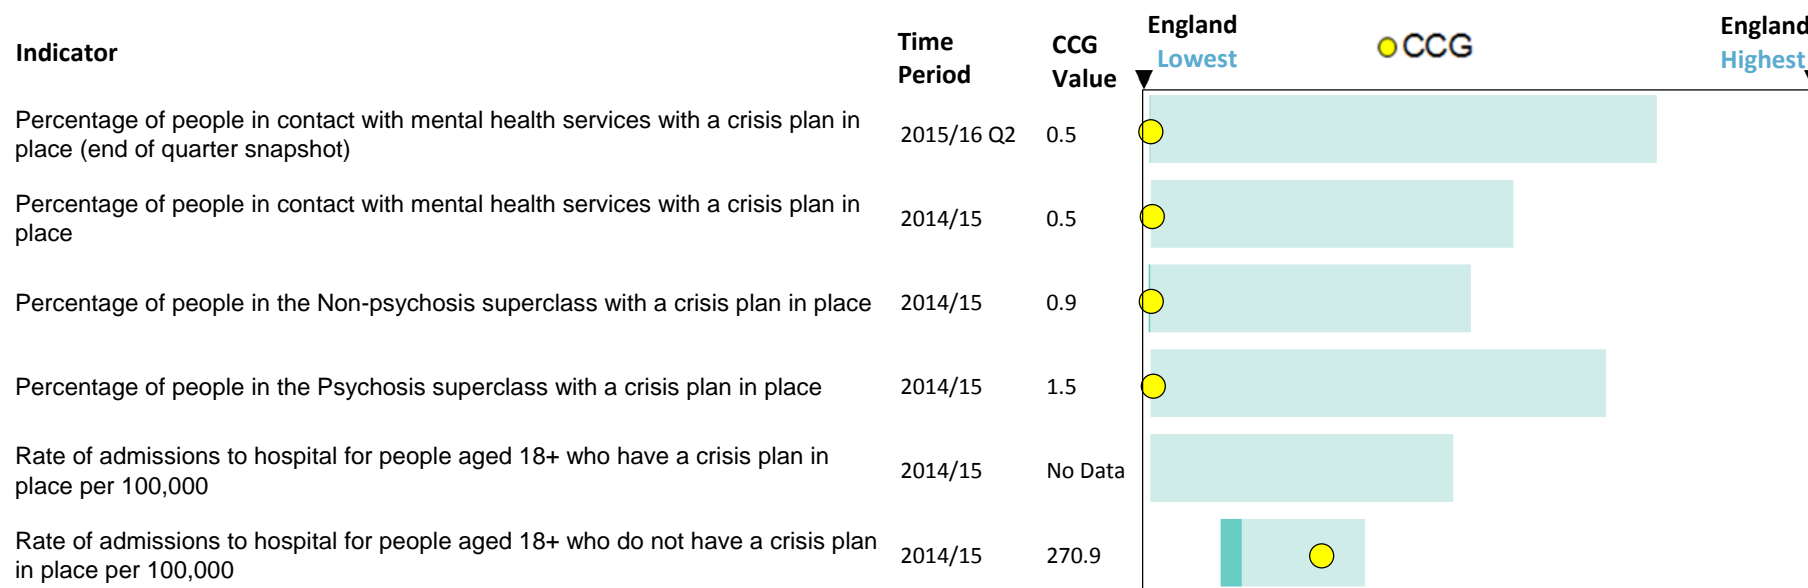 Indicator
Time
Period
CCG
Value
England
Lowest
CCG
England
Highest
Percentage of people in contact with mental health services with a crisis plan in
place (end of quarter snapshot)
2015/16 Q2
0.5
Percentage of people in contact with mental health services with a crisis plan in
place
2014/15
0.5
Percentage of people in the Non-psychosis superclass with a crisis plan in place
2014/15
0.9
Percentage of people in the Psychosis superclass with a crisis plan in place
2014/15
1.5
Rate of admissions to hospital for people aged 18+ who have a crisis plan in
place per 100,000
2014/15
No Data
Rate of admissions to hospital for people aged 18+ who do not have a crisis plan
in place per 100,000
2014/15
270.9